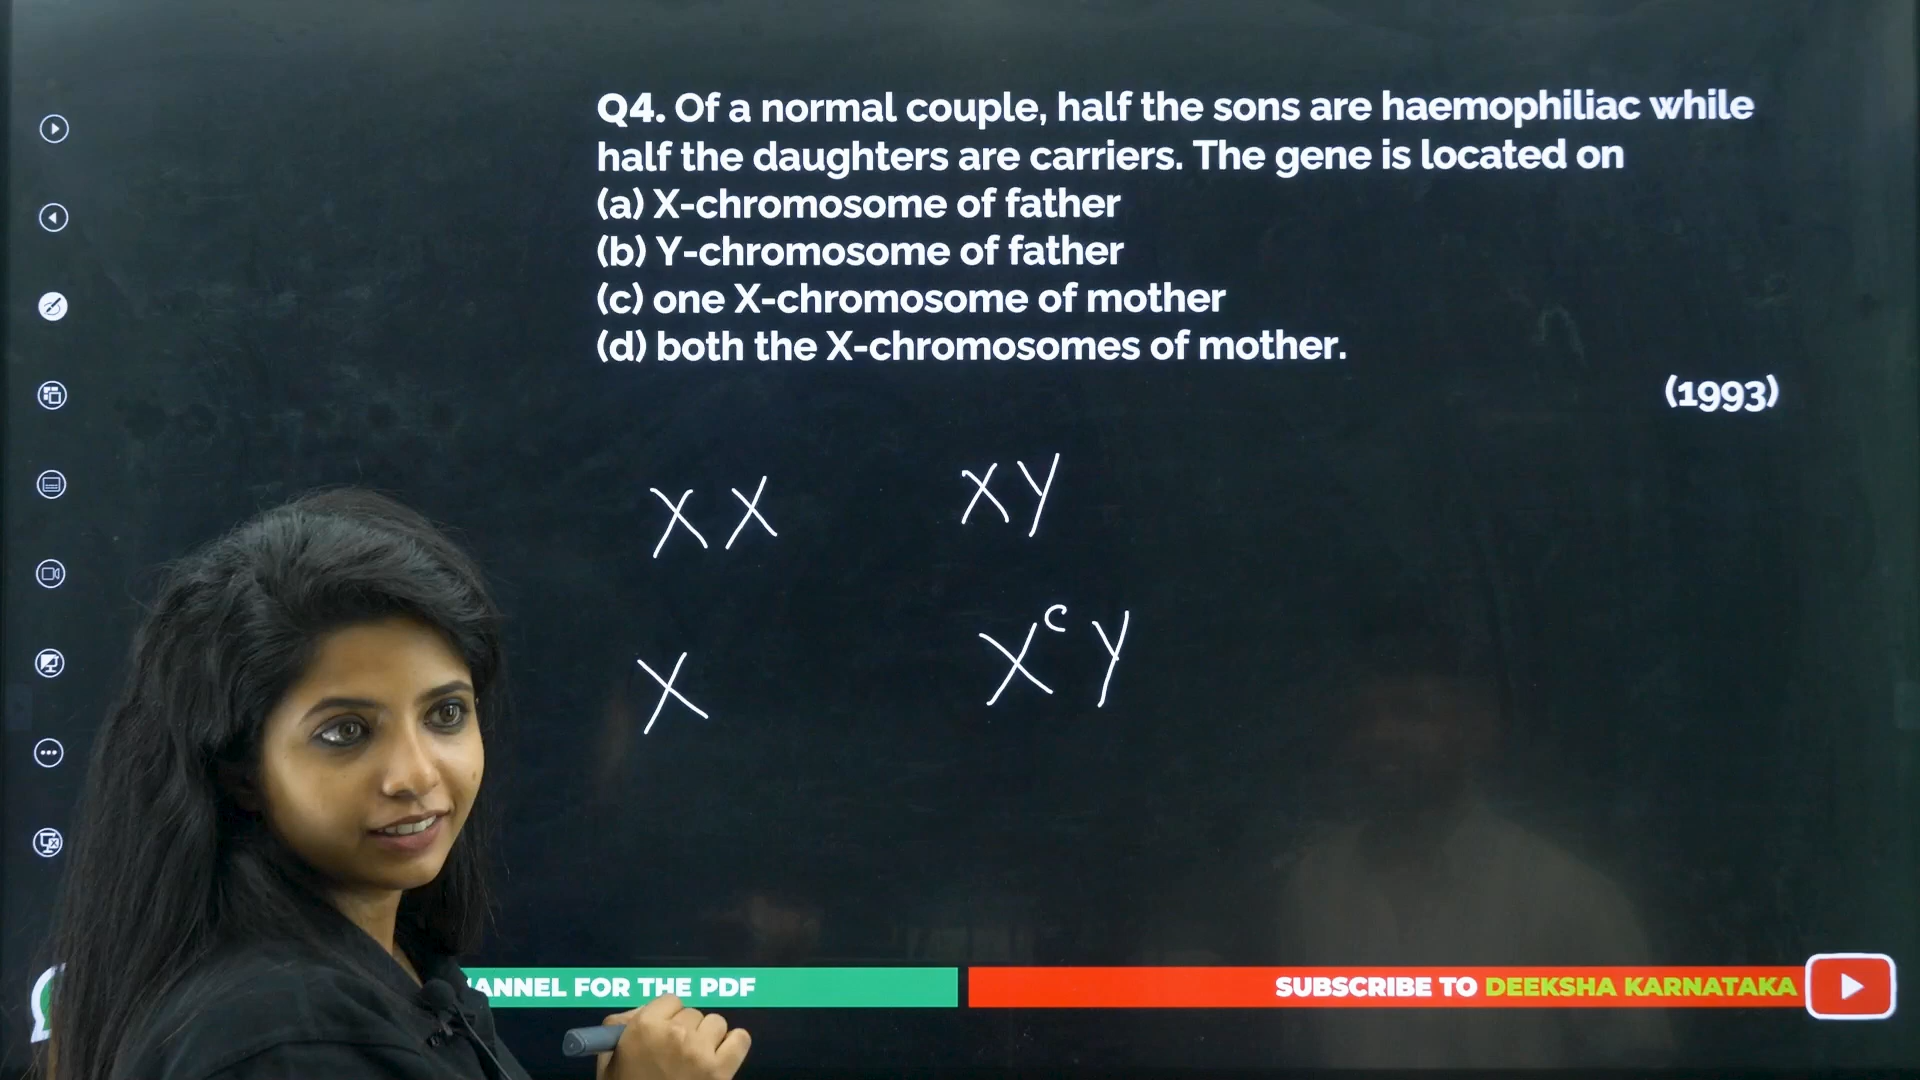 Q4. Of a normal couple, half the sons are haemophiliac while
half the daughters are carriers. The gene is located on
(a) X-chromosome of father
(b) Y-chromosome of father
(c) one X-chromosome of mother
(d) both the X-chromosomes of mother.
(1993)
X X XY
X X^c Y
ANNEL FOR THE PDF
SUBSCRIBE TO DEEKSHA KARNATAKA